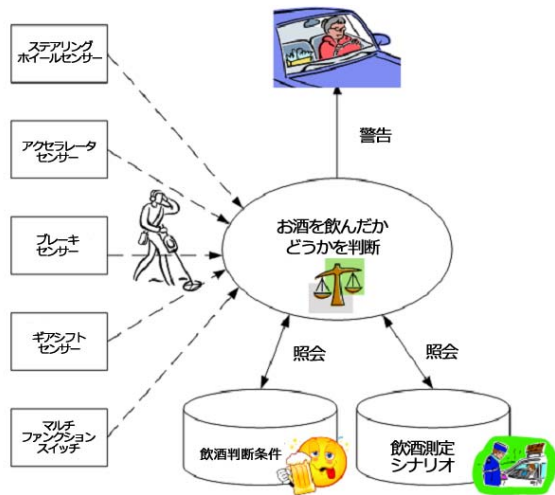 ステアリング
ホイールセンサー
アクセラレータ
センサー
ブレーキ
センサー
ギアシフト
センサー
マルチ
ファンクション
スイッチ
警告
お酒を飲んだか
どうかを判断
照会
照会
飲酒判断条件
飲酒測定
シナリオ